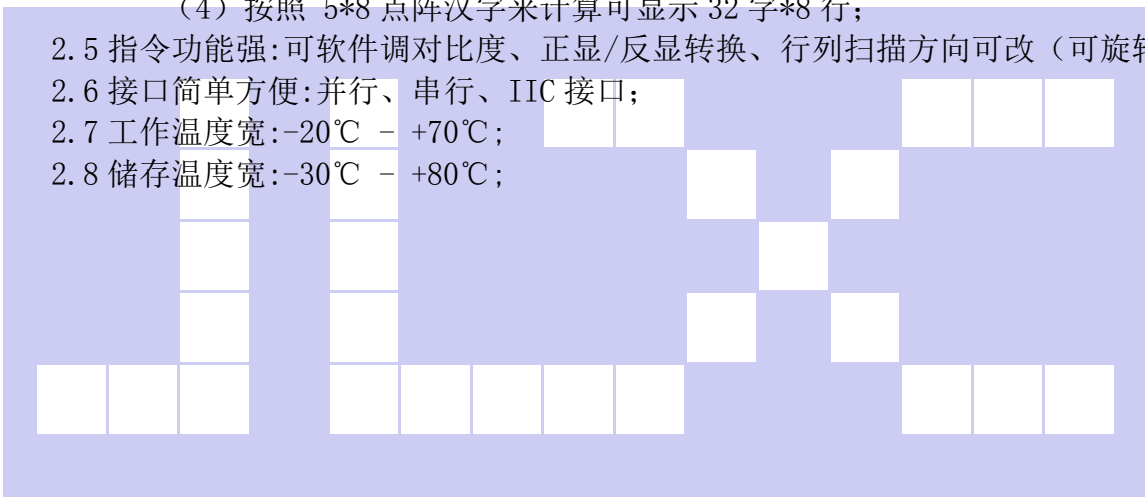 （4）按照 5*8 点阵汉字来计算可显示 32 字*8 行；
2.5 指令功能强:可软件调对比度、正显/反显转换、行列扫描方向可改（可旋转
2.6 接口简单方便:并行、串行、IIC 接口；
2.7 工作温度宽:-20℃ - +70℃;
2.8 储存温度宽:-30℃ - +80℃;